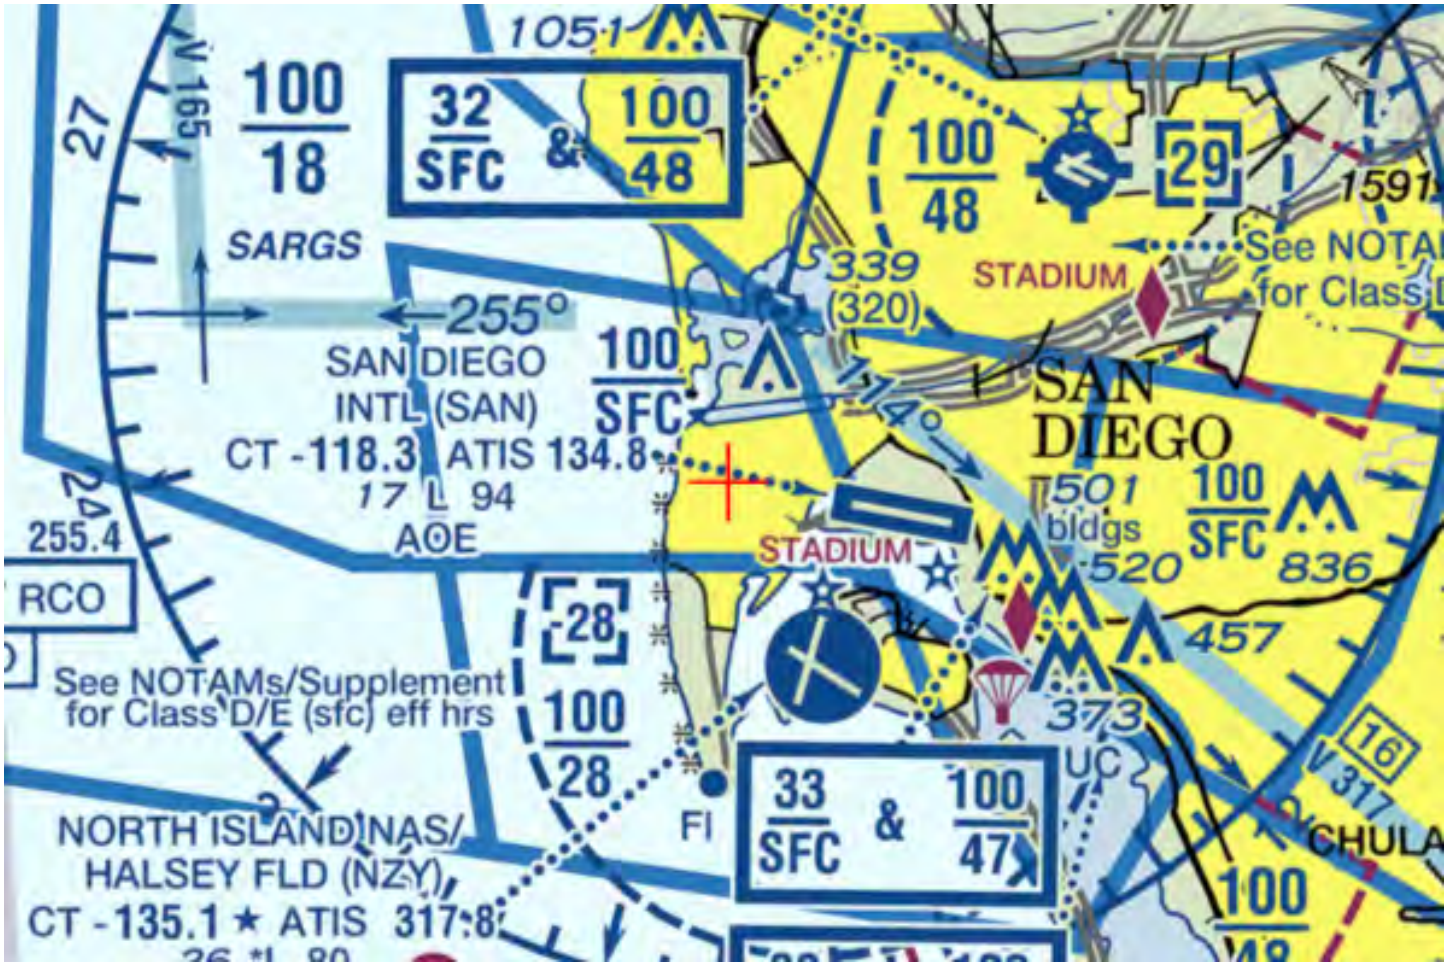 1051
V 165
27
100
18
32
SFC
&
100
48
100
48
29
1591
SARGS
339
(320)
STADIUM
See NOTAM
for Class D
255°
SAN DIEGO
INTL (SAN)
CT - 118.3 ATIS 134.8
17 L 94
AOE
100
SFC
114°
SAN
DIEGO
24
255.4
RCO
STADIUM
501
bldgs
520
100
SFC
836
-28
100
28
See NOTAMs/Supplement
for Class D/E (sfc) eff hrs
457
373
UC
16
V 317
NORTH ISLAND NAS/
HALSEY FLD (NZY)
CT - 135.1 ★ ATIS 317.8
26 *L 80
FI
33
SFC
&
100
47
CHULA
100
48